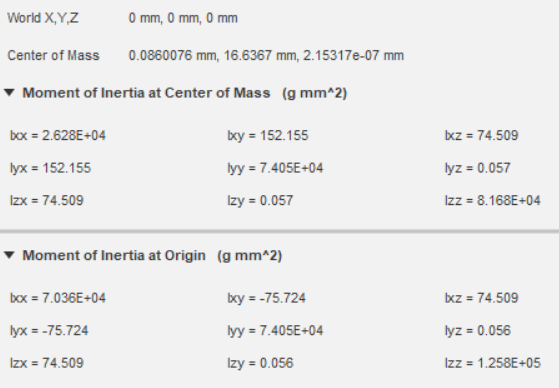 World X,Y,Z 0 mm, 0 mm, 0 mm
Center of Mass 0.0860076 mm, 16.6367 mm, 2.15317e-07 mm
▼ Moment of Inertia at Center of Mass (g mm^2)
Ixx = 2.628E+04 Ixy = 152.155 Ixz = 74.509
Iyx = 152.155 Iyy = 7.405E+04 Iyz = 0.057
Izx = 74.509 Izy = 0.057 Izz = 8.168E+04
▼ Moment of Inertia at Origin (g mm^2)
Ixx = 7.036E+04 Ixy = -75.724 Ixz = 74.509
Iyx = -75.724 Iyy = 7.405E+04 Iyz = 0.056
Izx = 74.509 Izy = 0.056 Izz = 1.258E+05